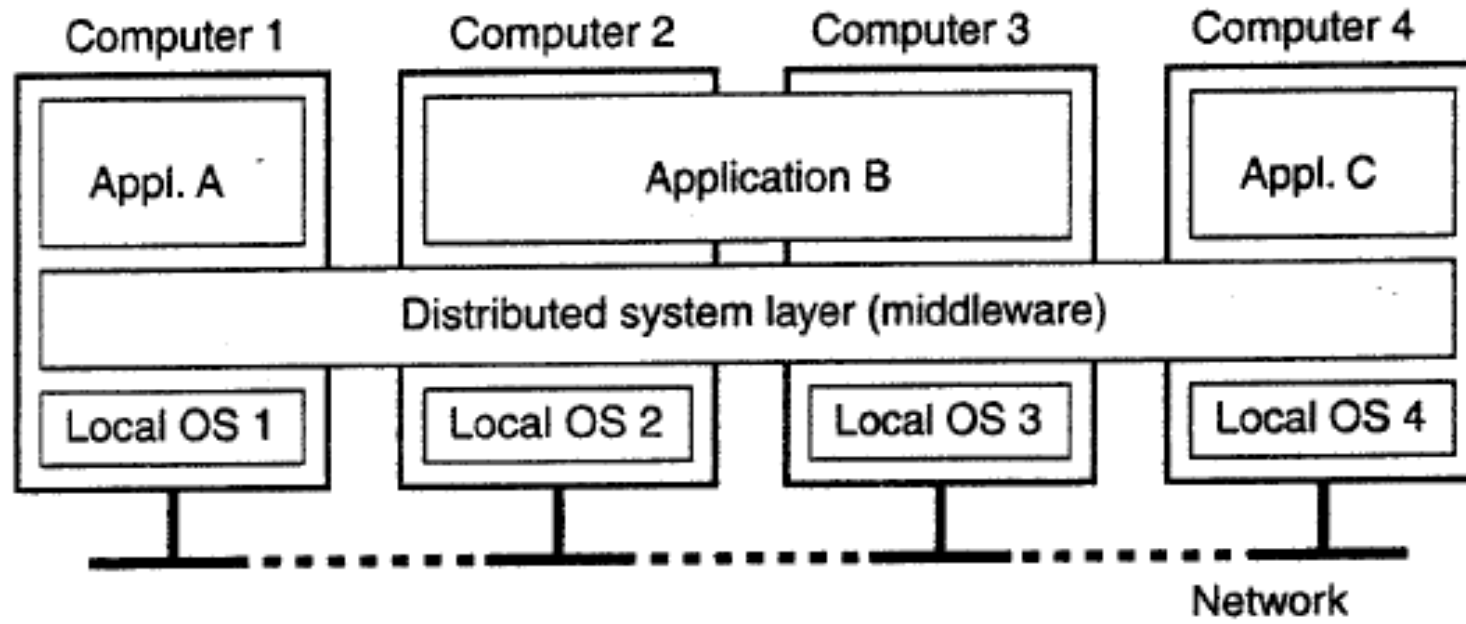 Computer 1
Computer 2
Computer 3
Computer 4
Appl. A
Application B
Appl. C
Distributed system layer (middleware)
Local OS 1
Local OS 2
Local OS 3
Local OS 4
Network